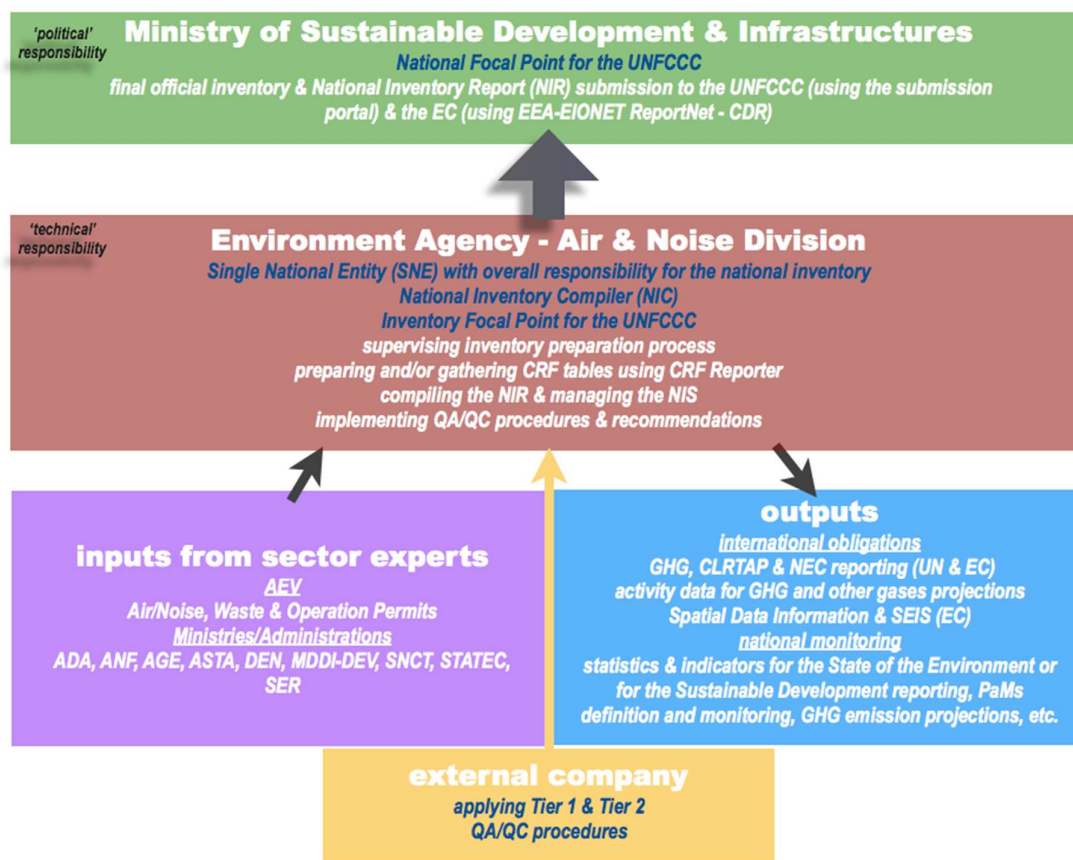 'political'
responsibility
Ministry of Sustainable Development & Infrastructures
National Focal Point for the UNFCCC
final official inventory & National Inventory Report (NIR) submission to the UNFCCC (using the submission
portal) & the EC (using EEA-EIONET ReportNet - CDR)
'technical'
responsibility
Environment Agency - Air & Noise Division
Single National Entity (SNE) with overall responsibility for the national inventory
National Inventory Compiler (NIC)
Inventory Focal Point for the UNFCCC
supervising inventory preparation process
preparing and/or gathering CRF tables using CRF Reporter
compiling the NIR & managing the NIS
implementing QA/QC procedures & recommendations
inputs from sector experts
AEV
Air/Noise, Waste & Operation Permits
Ministries/Administrations
ADA, ANF, AGE, ASTA, DEN, MDDI-DEV, SNCT, STATEC,
SER
outputs
international obligations
GHG, CLRTAP & NEC reporting (UN & EC)
activity data for GHG and other gases projections
Spatial Data Information & SEIS (EC)
national monitoring
statistics & indicators for the State of the Environment or
for the Sustainable Development reporting, PaMs
definition and monitoring, GHG emission projections, etc.
external company
applying Tier 1 & Tier 2
QA/QC procedures